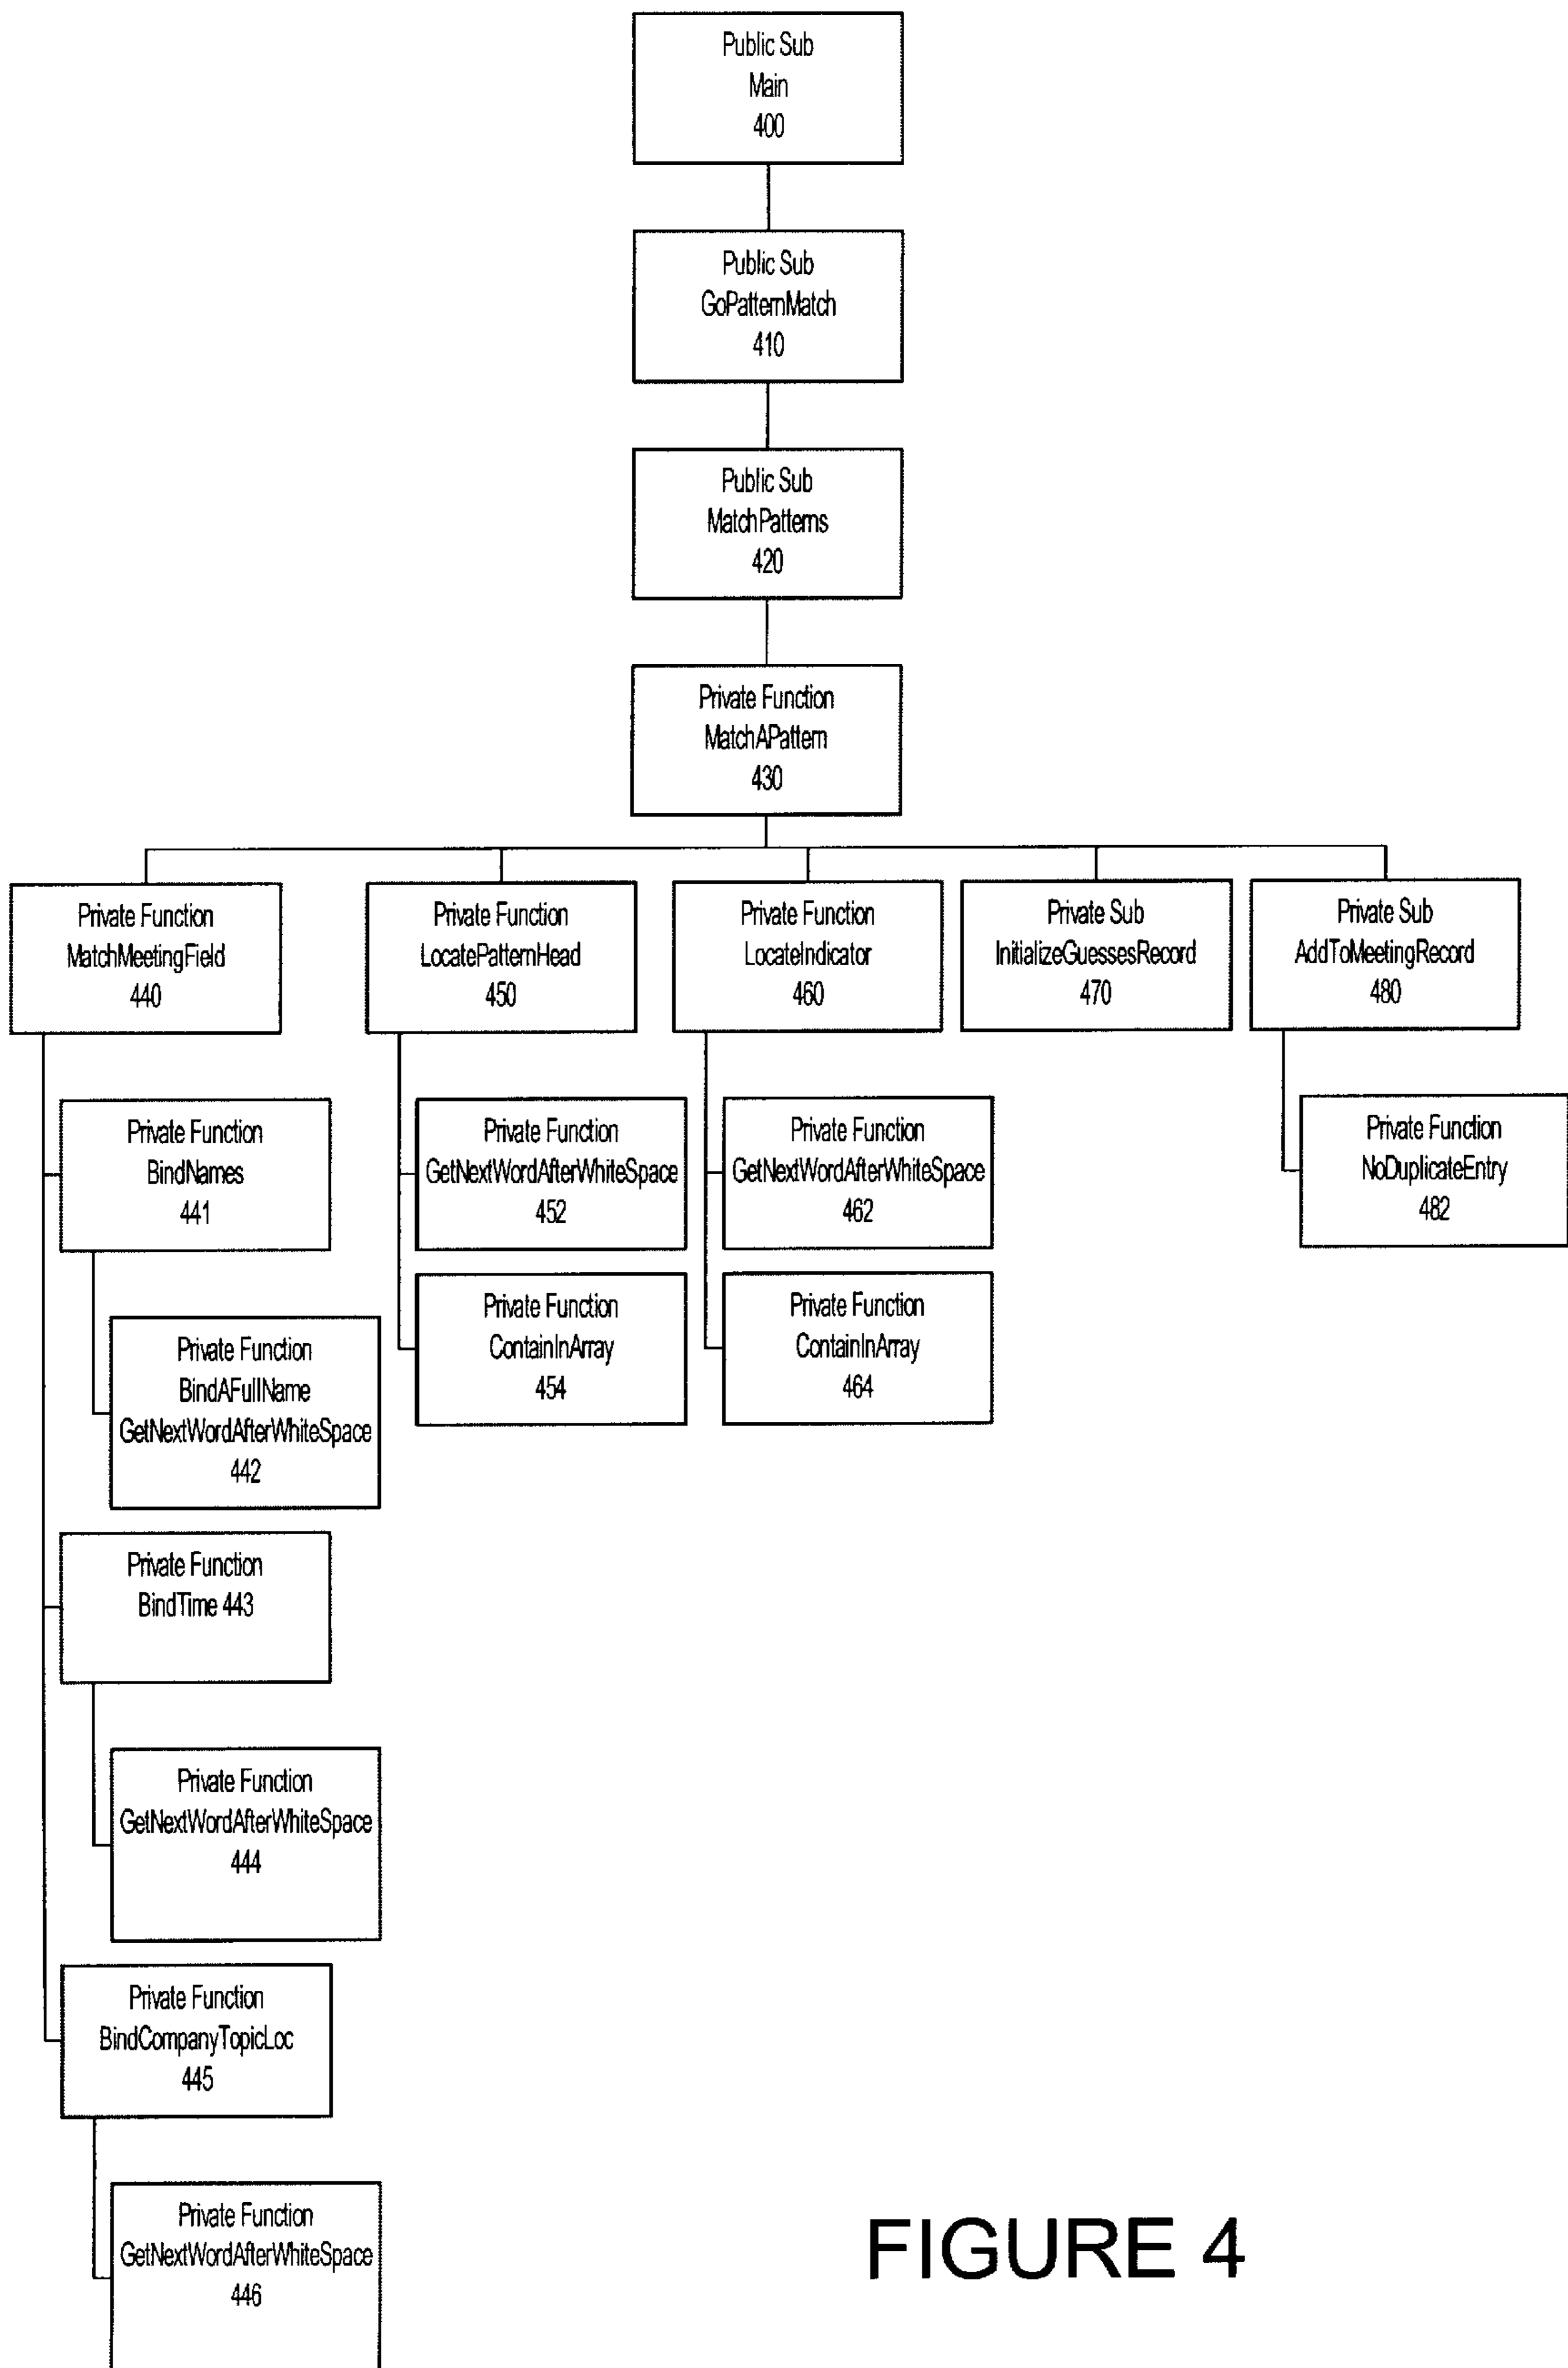 Public Sub
Main
400
Public Sub
GoPatternMatch
410
Public Sub
MatchPatterns
420
Private Function
MatchAPattern
430
Private Function
MatchMeetingField
440
Private Function
LocatePatternHead
450
Private Function
LocateIndicator
460
Private Sub
InitializeGuessesRecord
470
Private Sub
AddToMeetingRecord
480
Private Function
BindNames
441
Private Function
GetNextWordAfterWhiteSpace
452
Private Function
GetNextWordAfterWhiteSpace
462
Private Function
NoDuplicateEntry
482
Private Function
ContainInArray
454
Private Function
ContainInArray
464
Private Function
BindAFullName
GetNextWordAfterWhiteSpace
442
Private Function
BindTime 443
Private Function
GetNextWordAfterWhiteSpace
444
Private Function
BindCompanyTopicLoc
445
Private Function
GetNextWordAfterWhiteSpace
446
FIGURE 4